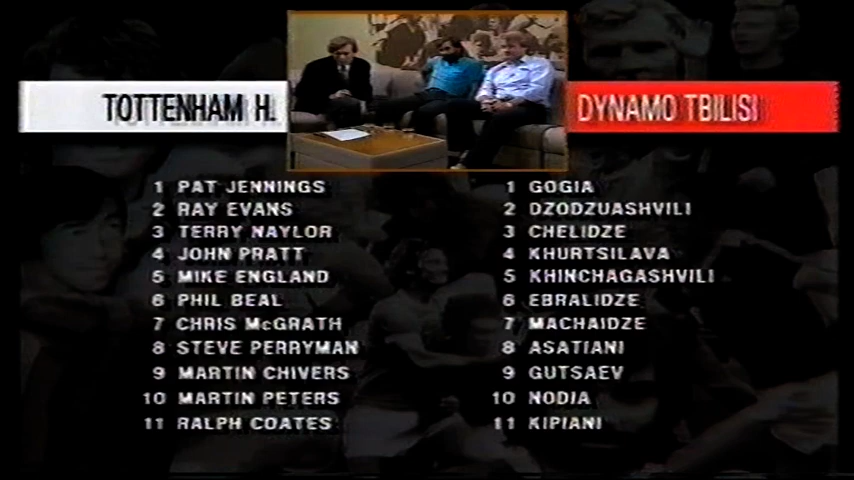 TOTTENHAM H.
DYNAMO TBILISI
1 PAT JENNINGS
2 RAY EVANS
3 TERRY NAYLOR
4 JOHN PRATT
5 MIKE ENGLAND
6 PHIL BEAL
7 CHRIS McGRATH
8 STEVE PERRYMAN
9 MARTIN CHIVERS
10 MARTIN PETERS
11 RALPH COATES
1 GOGIA
2 DZODZUASHVILI
3 CHELIDZE
4 KHURTSILAVA
5 KHINCHAGASHVILI
6 EBRALIDZE
7 MACHAIDZE
8 ASATIANI
9 GUTSAEV
10 NODIA
11 KIPIANI